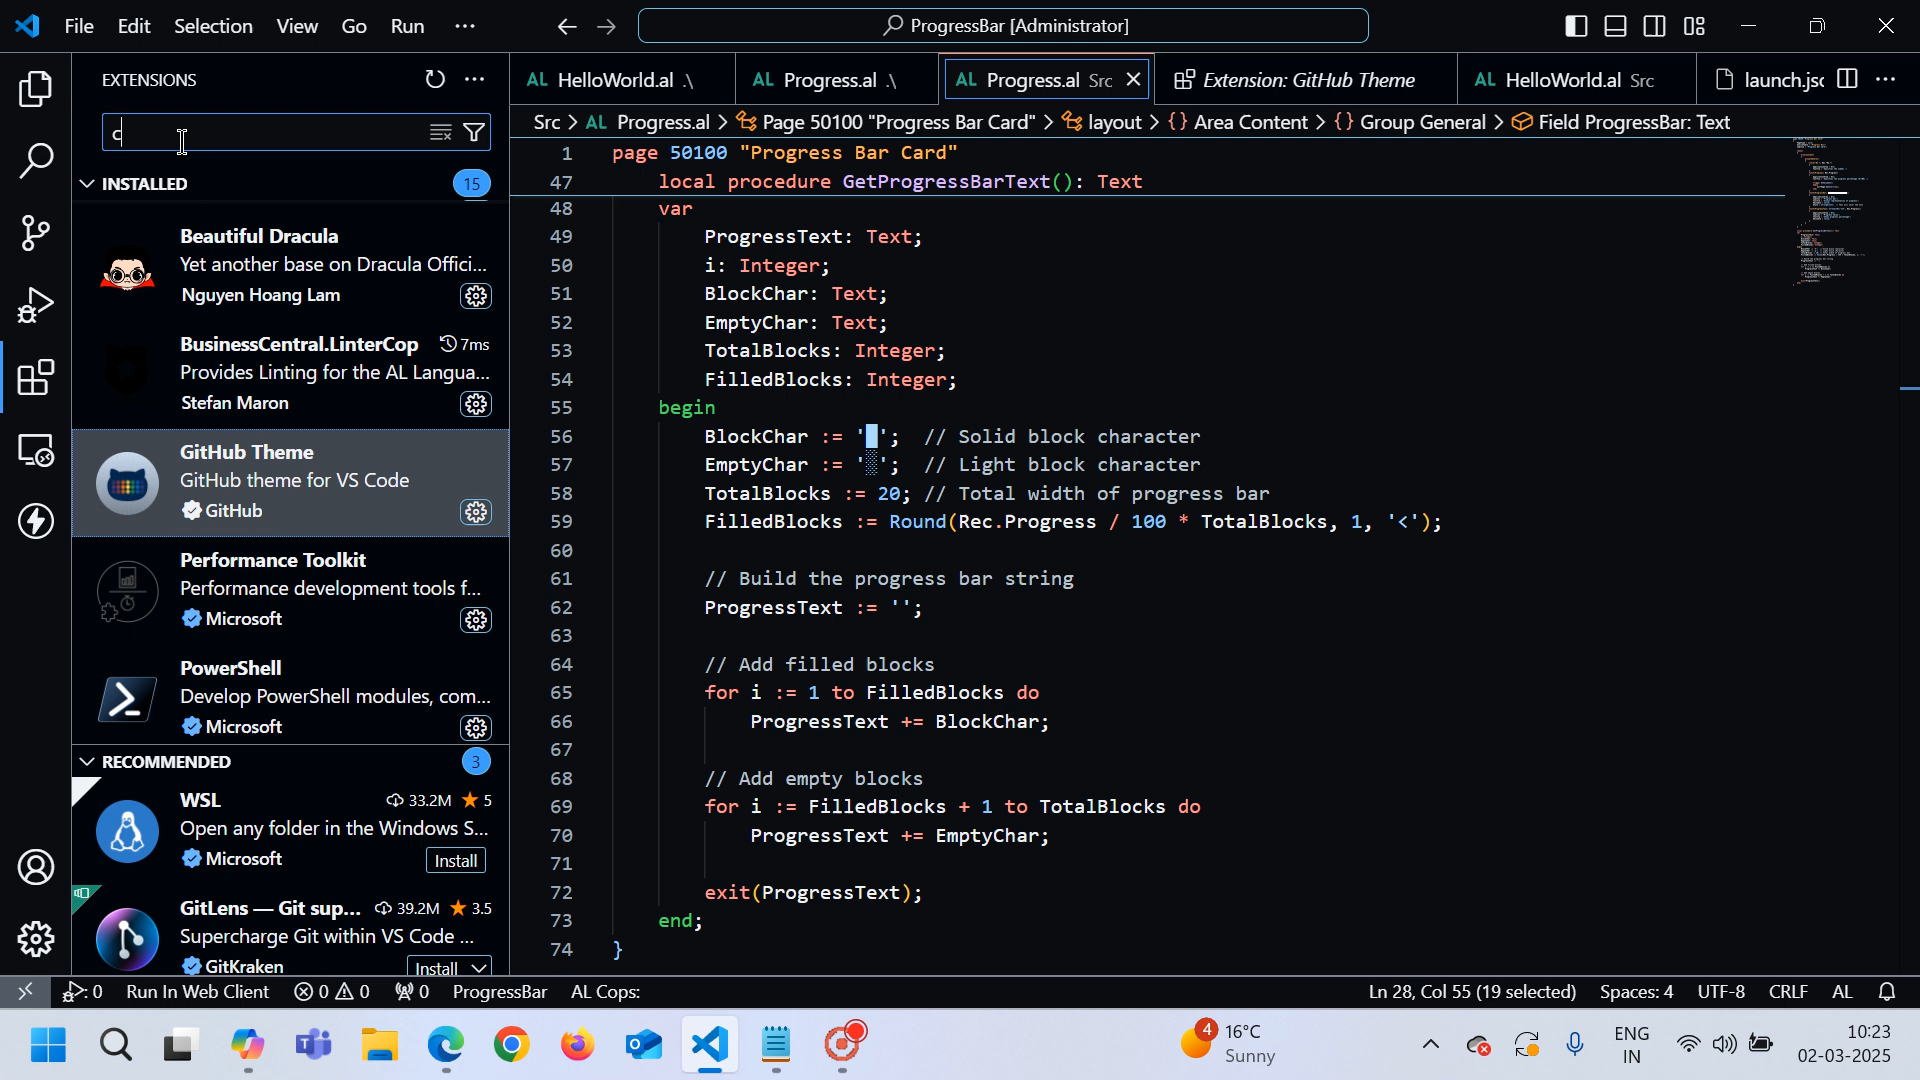 File Edit Selection View Go Run ···
ProgressBar [Administrator]
EXTENSIONS
c
INSTALLED 15
Beautiful Dracula
Yet another base on Dracula Offici...
Nguyen Hoang Lam
BusinessCentral.LinterCop 7ms
Provides Linting for the AL Langua...
Stefan Maron
GitHub Theme
GitHub theme for VS Code
GitHub
Performance Toolkit
Performance development tools f...
Microsoft
PowerShell
Develop PowerShell modules, com...
Microsoft
RECOMMENDED 3
WSL 33.2M 5
Open any folder in the Windows S...
Microsoft Install
GitLens — Git sup... 39.2M 3.5
Supercharge Git within VS Code ...
GitKraken Install
AL HelloWorld.al .\ AL Progress.al .\ AL Progress.al Src Extension: GitHub Theme AL HelloWorld.al Src launch.jsc
Src > AL Progress.al > Page 50100 "Progress Bar Card" > layout > {} Area Content > {} Group General > Field ProgressBar: Text
1 page 50100 "Progress Bar Card"
47 local procedure GetProgressBarText(): Text
48 var
49 ProgressText: Text;
50 i: Integer;
51 BlockChar: Text;
52 EmptyChar: Text;
53 TotalBlocks: Integer;
54 FilledBlocks: Integer;
55 begin
56 BlockChar := '█'; // Solid block character
57 EmptyChar := '░'; // Light block character
58 TotalBlocks := 20; // Total width of progress bar
59 FilledBlocks := Round(Rec.Progress / 100 * TotalBlocks, 1, '<');
60
61 // Build the progress bar string
62 ProgressText := '';
63
64 // Add filled blocks
65 for i := 1 to FilledBlocks do
66 ProgressText += BlockChar;
67
68 // Add empty blocks
69 for i := FilledBlocks + 1 to TotalBlocks do
70 ProgressText += EmptyChar;
71
72 exit(ProgressText);
73 end;
74 }
0 Run In Web Client 0 0 0 ProgressBar AL Cops: Ln 28, Col 55 (19 selected) Spaces: 4 UTF-8 CRLF AL
4 16°C
Sunny
ENG
IN
10:23
02-03-2025